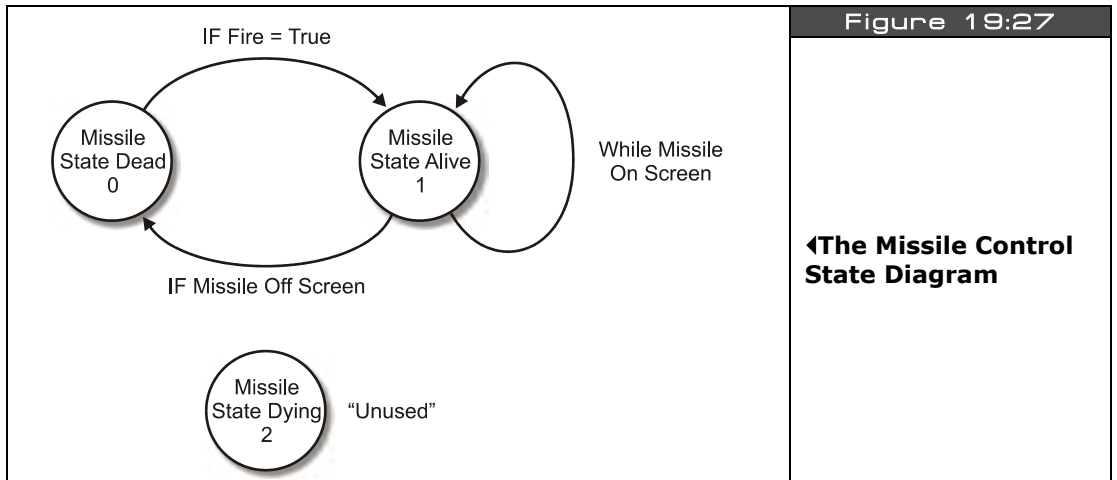 IF Fire = True
Missile
State Dead
0
Missile
State Alive
1
While Missile
On Screen
IF Missile Off Screen
Missile
State Dying
2
“Unused”
Figure 19:27
The Missile Control
State Diagram